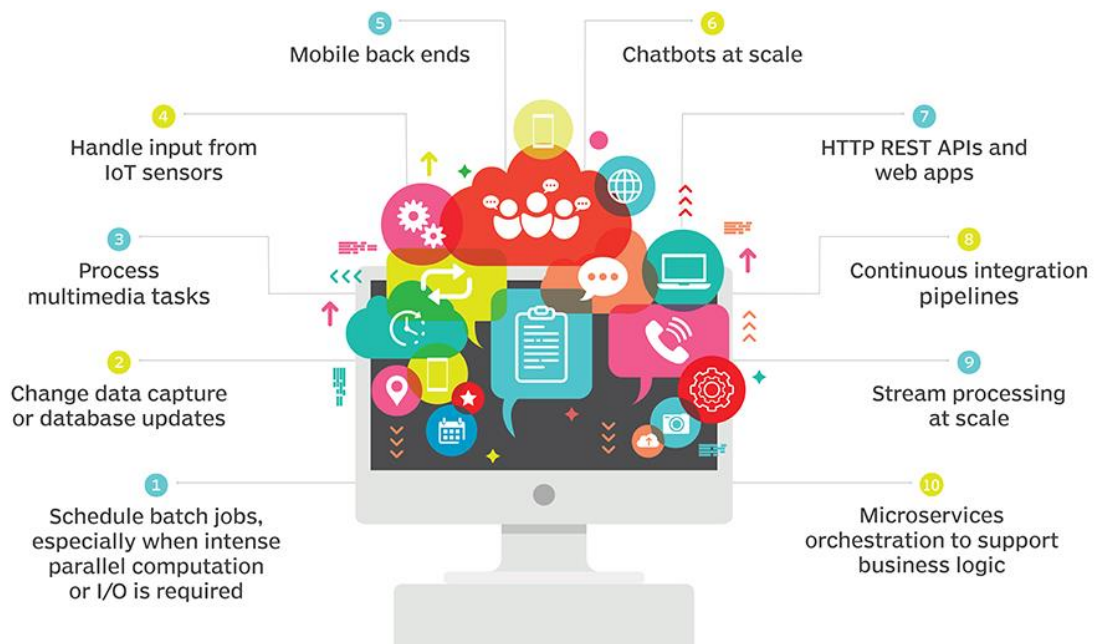 5
Mobile back ends
6
Chatbots at scale
4
Handle input from
IoT sensors
7
HTTP REST APIs and
web apps
3
Process
multimedia tasks
8
Continuous integration
pipelines
2
Change data capture
or database updates
9
Stream processing
at scale
1
Schedule batch jobs,
especially when intense
parallel computation
or I/O is required
10
Microservices
orchestration to support
business logic